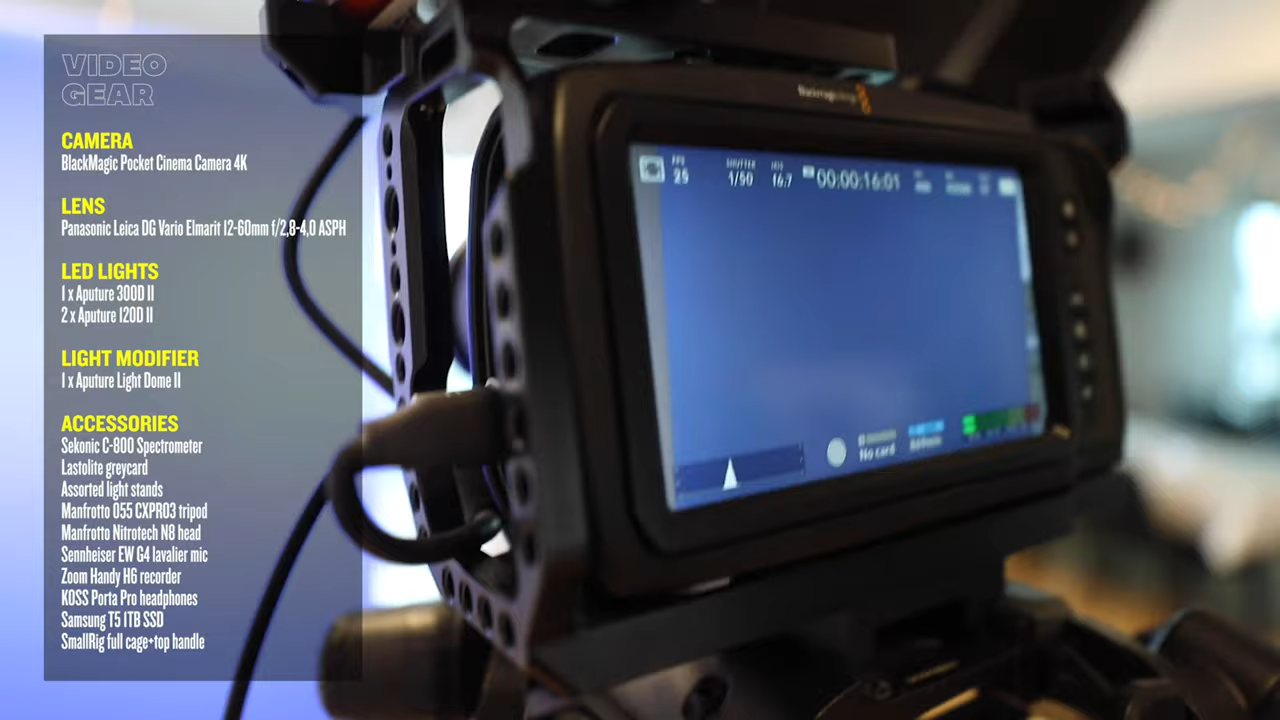 VIDEO
GEAR
CAMERA
BlackMagic Pocket Cinema Camera 4K
LENS
Panasonic Leica DG Vario Elmarit 12-60mm f/2,8-4,0 ASPH
LED LIGHTS
1 x Aputure 300D II
2 x Aputure 120D II
LIGHT MODIFIER
1 x Aputure Light Dome II
ACCESSORIES
Sekonic C-800 Spectrometer
Lastolite greycard
Assorted light stands
Manfrotto 055 CXPRO3 tripod
Manfrotto Nitrotech N8 head
Sennheiser EW G4 lavalier mic
Zoom Handy H6 recorder
KOSS Porta Pro headphones
Samsung T5 1TB SSD
SmallRig full cage+top handle
Blackmagicdesign
FPS SHUTTER IRIS
25 1/50 16.7 00:00:16:01
No card